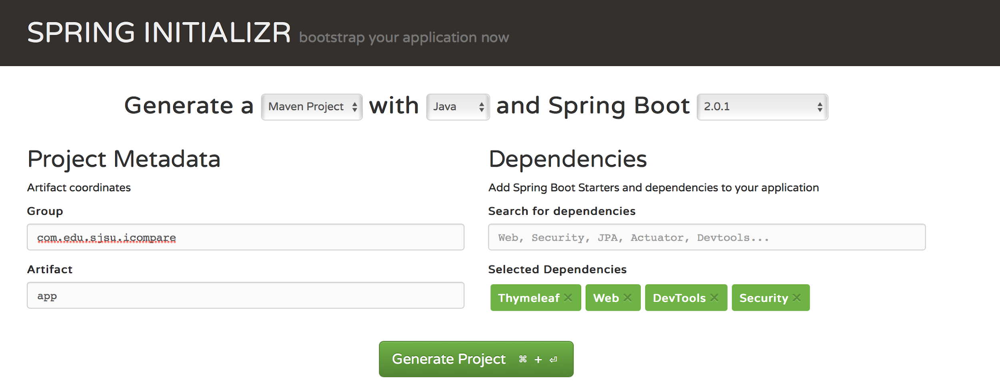 SPRING INITIALIZR bootstrap your application now
Generate a Maven Project with Java and Spring Boot 2.0.1
Project Metadata
Artifact coordinates
Group
com.edu.sjsu.icompare
Artifact
app
Dependencies
Add Spring Boot Starters and dependencies to your application
Search for dependencies
Web, Security, JPA, Actuator, Devtools...
Selected Dependencies
Thymeleaf × Web × DevTools × Security ×
Generate Project ⌘ + ⏎